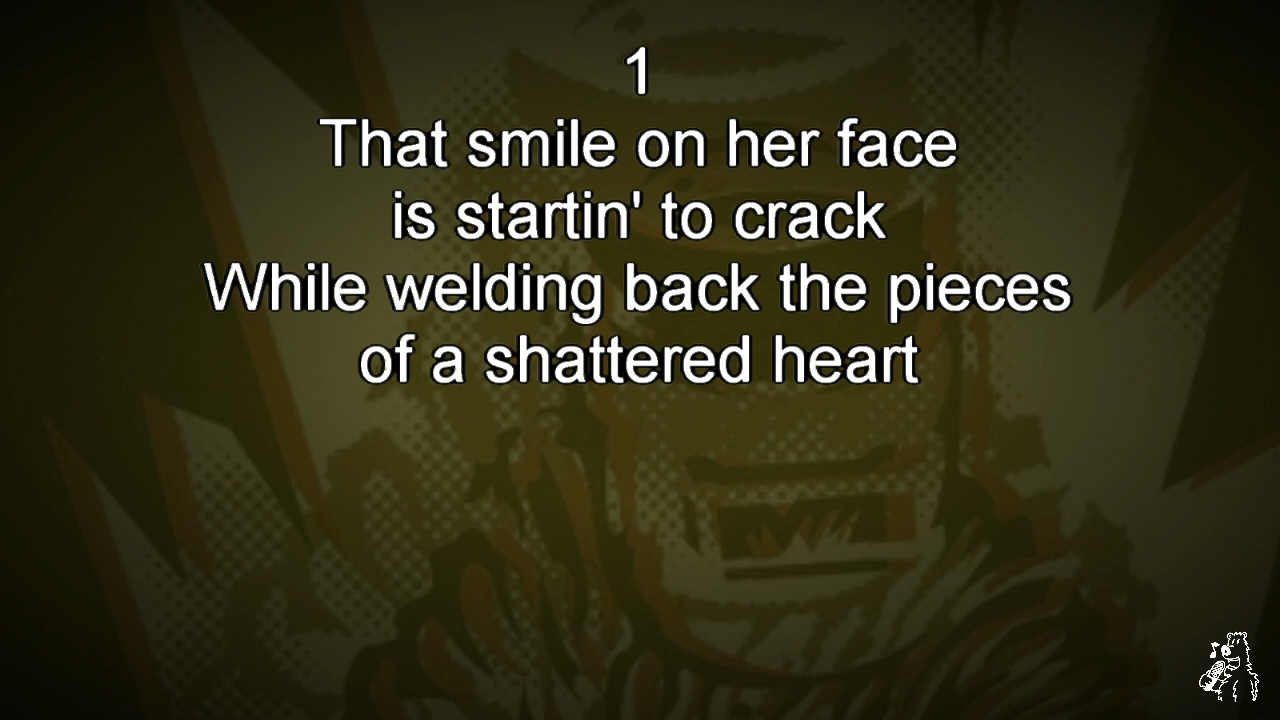 1
That smile on her face
is startin' to crack
While welding back the pieces
of a shattered heart